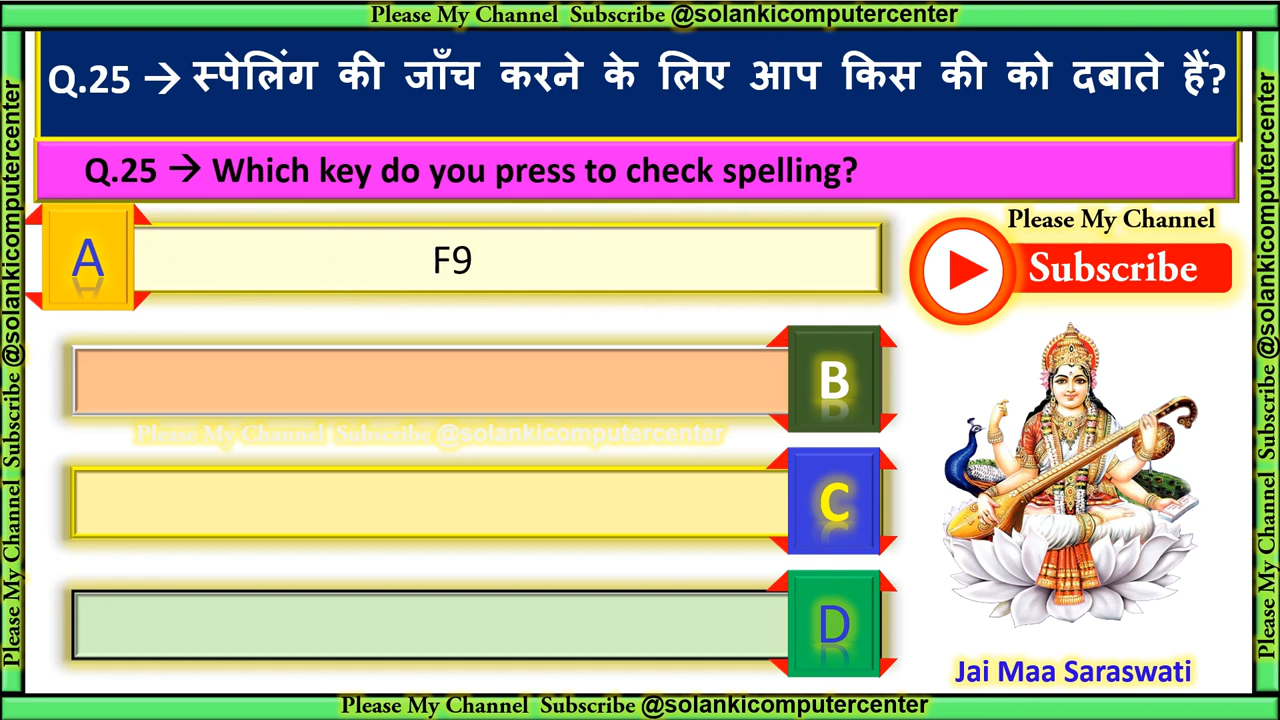 Please My Channel Subscribe @solankicomputercenter
Q.25 → स्पेलिंग की जाँच करने के लिए आप किस की को दबाते हैं?
Q.25 → Which key do you press to check spelling?
A
F9
B
Please My Channel Subscribe @solankicomputercenter
C
D
Please My Channel
Subscribe
Jai Maa Saraswati
Please My Channel Subscribe @solankicomputercenter
Please My Channel Subscribe @solankicomputercenter
Please My Channel Subscribe @solankicomputercenter